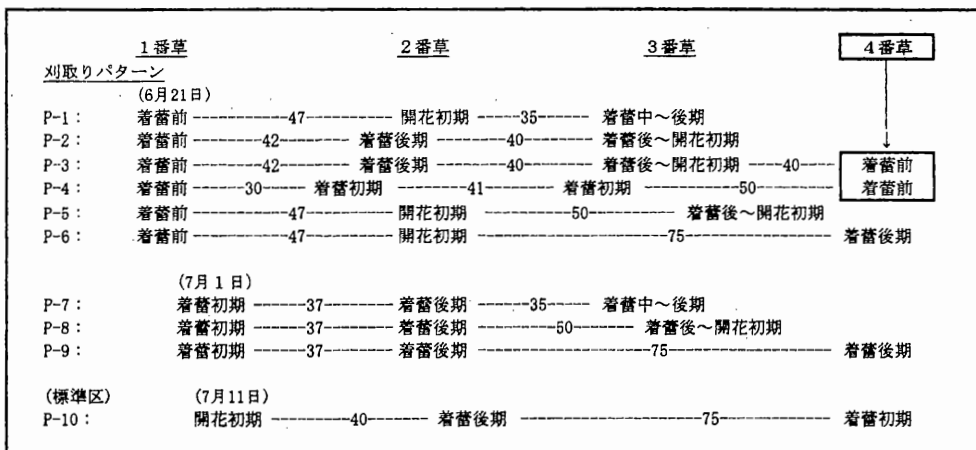 1番草 2番草 3番草 4番草
刈取りパターン
(6月21日)
P-1: 着蕾前 ----------47--------- 開花初期 -----35----- 着蕾中~後期
P-2: 着蕾前 -------42------ 着蕾後期 -------40------- 着蕾後~開花初期
P-3: 着蕾前 -------42------ 着蕾後期 -------40------- 着蕾後~開花初期 ----40---- 着蕾前
P-4: 着蕾前 -----30----- 着蕾初期 -------41------- 着蕾初期 ---------50--------- 着蕾前
P-5: 着蕾前 ----------47--------- 開花初期 ---------50--------- 着蕾後~開花初期
P-6: 着蕾前 ----------47--------- 開花初期 ------------------75---------------- 着蕾後期
(7月1日)
P-7: 着蕾初期 ------37-------- 着蕾後期 ------35----- 着蕾中~後期
P-8: 着蕾初期 ------37-------- 着蕾後期 --------50------- 着蕾後~開花初期
P-9: 着蕾初期 ------37-------- 着蕾後期 ------------------75---------------- 着蕾後期
(標準区) (7月11日)
P-10: 開花初期 --------40------ 着蕾後期 -------------------75------------ 着蕾初期